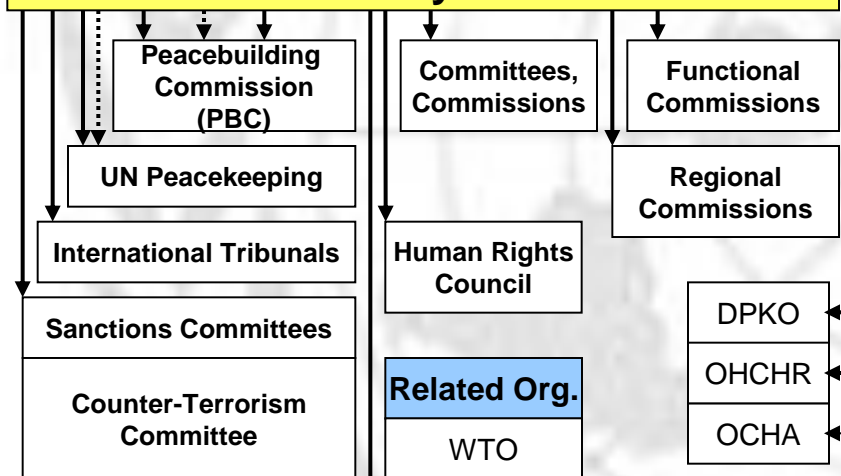 Peacebuilding
Commission
(PBC)
Committees,
Commissions
Functional
Commissions
UN Peacekeeping
Regional
Commissions
International Tribunals
Human Rights
Council
Sanctions Committees
DPKO
Counter-Terrorism
Committee
Related Org.
OHCHR
WTO
OCHA